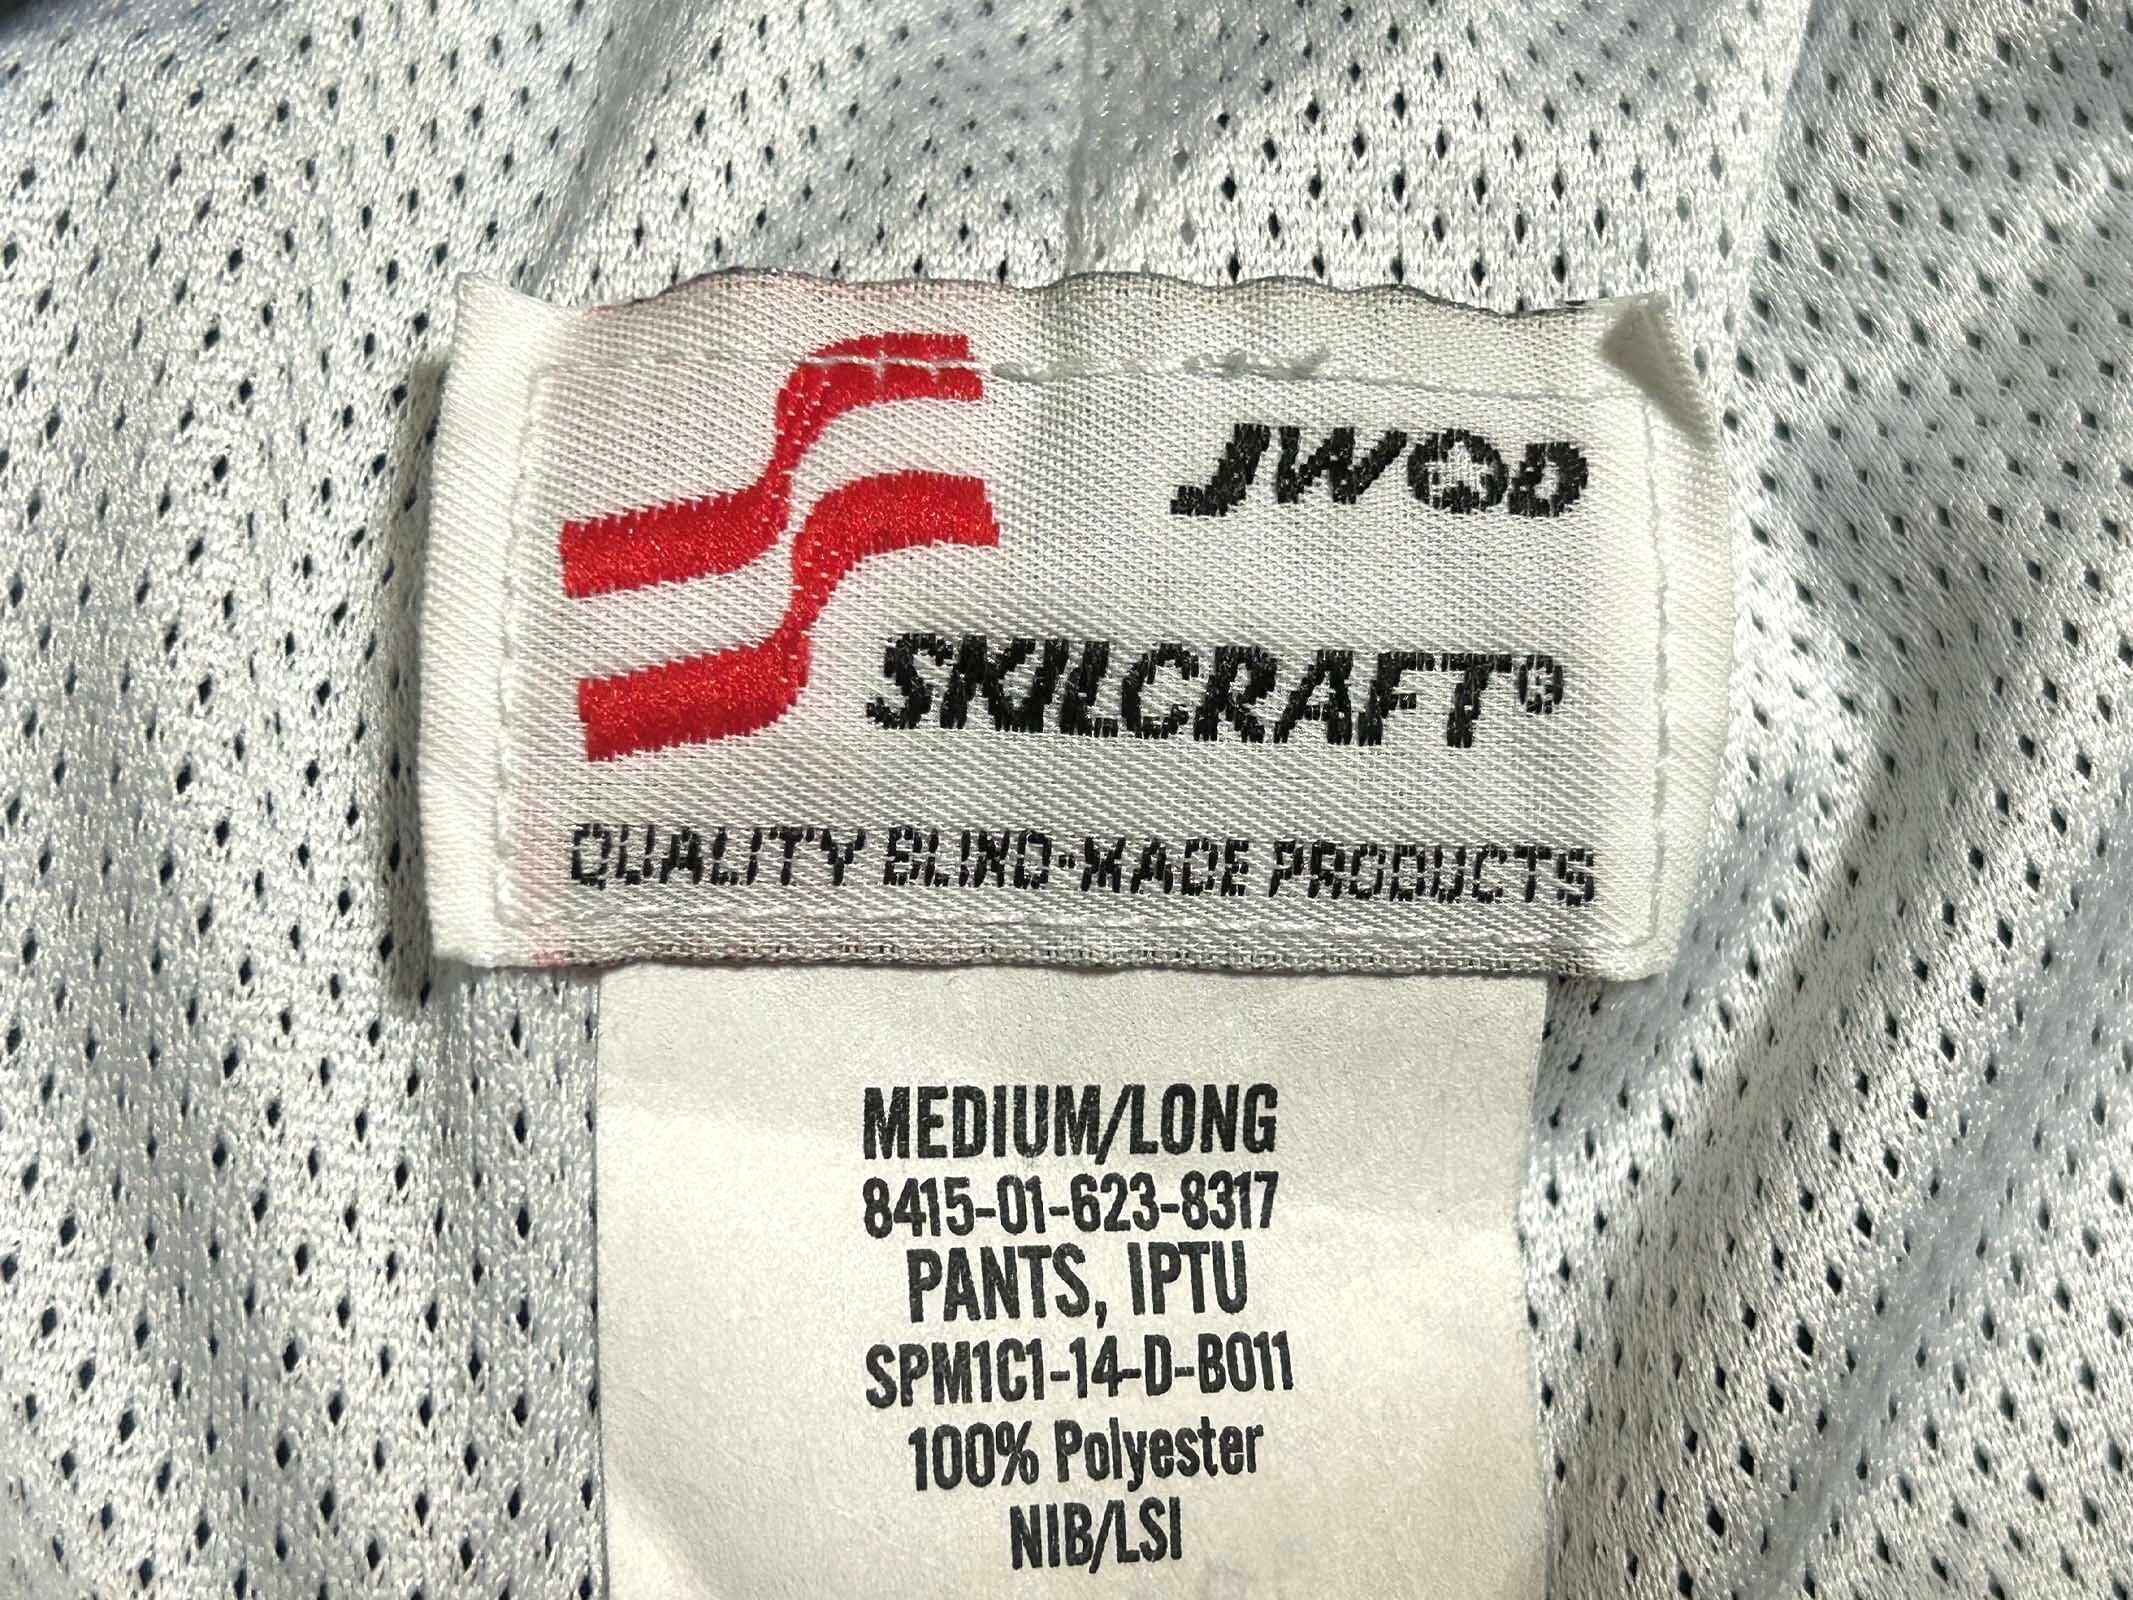 JWOD
SKILCRAFT®
QUALITY BLIND-MADE PRODUCTS
MEDIUM/LONG
8415-01-623-8317
PANTS, IPTU
SPM1C1-14-D-B011
100% Polyester
NIB/LSI